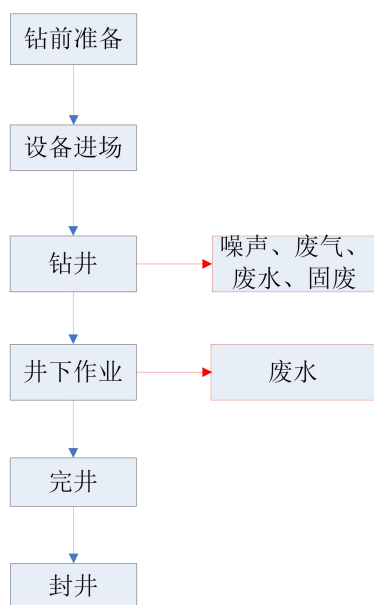 钻前准备
设备进场
钻井
噪声、废气、
废水、固废
井下作业
废水
完井
封井